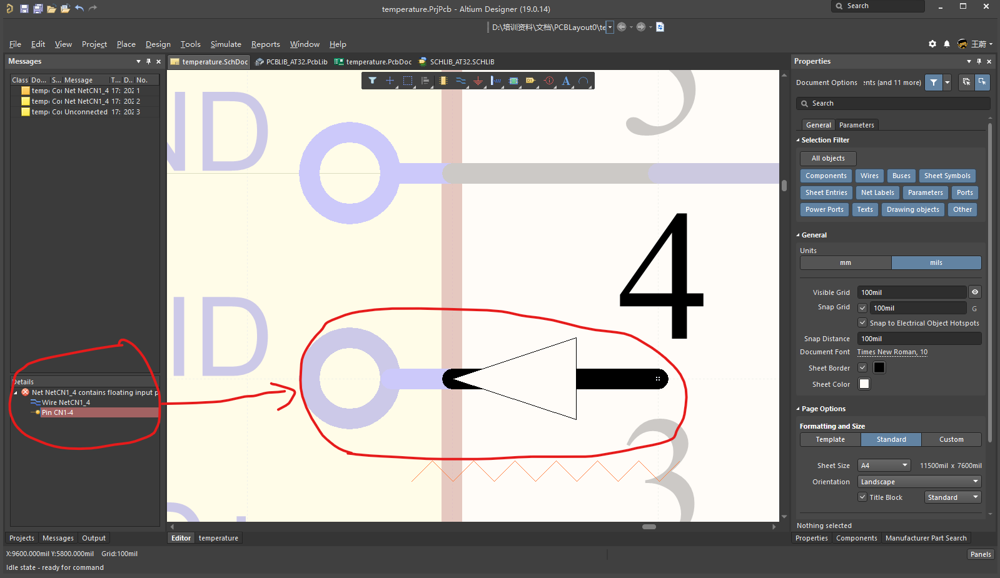 temperature.PrjPcb - Altium Designer (19.0.14)
Search
D:\培训资料\文档\PCBLayout0\te
File Edit View Project Place Design Tools Simulate Reports Window Help
王蔚
Messages
temperature.SchDoc PCBLIB_AT32.PcbLib temperature.PcbDoc SCHLIB_AT32.SCHLIB
Class Do... S... Message T... D.. No.
temp Cor Net NetCN1_4 17: 202 1
temp Cor Net NetCN1_4 17: 202 2
temp Cor Unconnected 17: 202 3
Details
Net NetCN1_4 contains floating input p
Wire NetCN1_4
Pin CN1-4
ND
4
3
Properties
Document Options ents (and 11 more)
Search
General Parameters
Selection Filter
All objects
Components Wires Buses Sheet Symbols
Sheet Entries Net Labels Parameters Ports
Power Ports Texts Drawing objects Other
General
Units
mm mils
Visible Grid 100mil
Snap Grid 100mil G
Snap to Electrical Object Hotspots
Snap Distance 100mil
Document Font Times New Roman, 10
Sheet Border
Sheet Color
Page Options
Formatting and Size
Template Standard Custom
Sheet Size A4 11500mil x 7600mil
Orientation Landscape
Title Block Standard
Nothing selected
Projects Messages Output
Editor temperature
Properties Components Manufacturer Part Search
X:9600.000mil Y:5800.000mil Grid:100mil
Panels
Idle state - ready for command